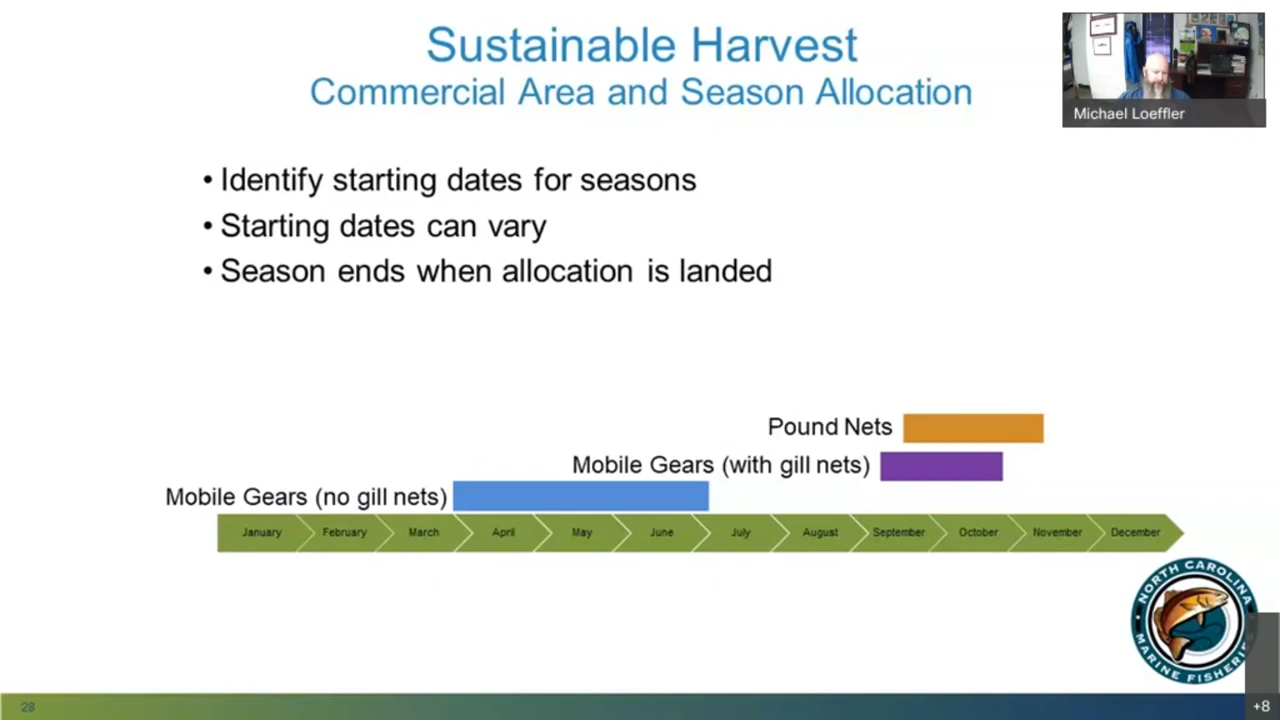 Sustainable Harvest
Commercial Area and Season Allocation
Michael Loeffler
• Identify starting dates for seasons
• Starting dates can vary
• Season ends when allocation is landed
Pound Nets
Mobile Gears (with gill nets)
Mobile Gears (no gill nets)
January February March April May June July August September October November December
NORTH CAROLINA
MARINE FISHERIES
28
+8